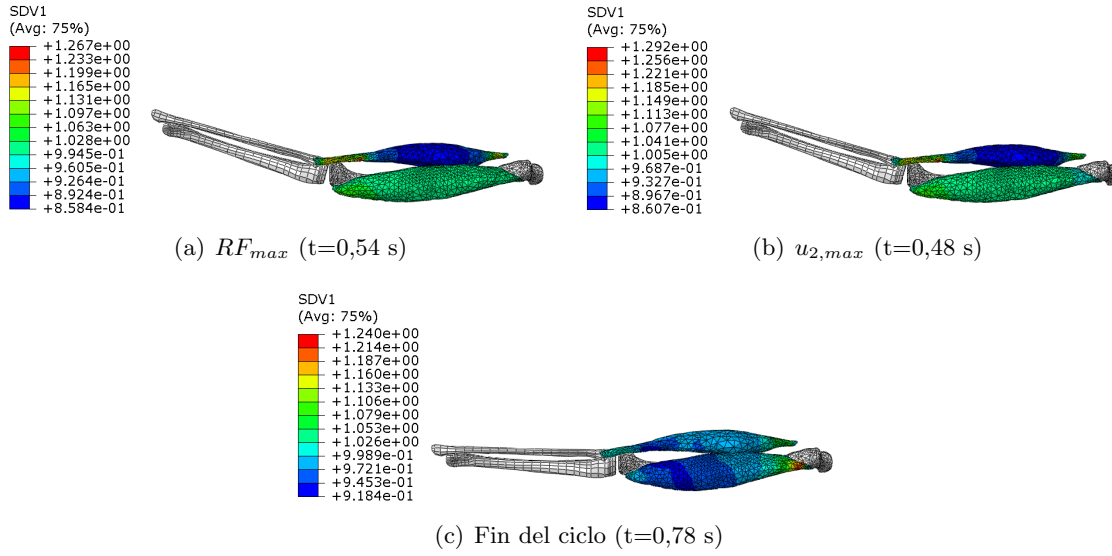 SDV1
(Avg: 75%)
+1.267e+00
+1.233e+00
+1.199e+00
+1.165e+00
+1.131e+00
+1.097e+00
+1.063e+00
+1.028e+00
+9.945e-01
+9.605e-01
+9.264e-01
+8.924e-01
+8.584e-01
(a) RF_{max} (t=0,54 s)
SDV1
(Avg: 75%)
+1.292e+00
+1.256e+00
+1.221e+00
+1.185e+00
+1.149e+00
+1.113e+00
+1.077e+00
+1.041e+00
+1.005e+00
+9.687e-01
+9.327e-01
+8.967e-01
+8.607e-01
(b) u_{2,max} (t=0,48 s)
SDV1
(Avg: 75%)
+1.240e+00
+1.214e+00
+1.187e+00
+1.160e+00
+1.133e+00
+1.106e+00
+1.079e+00
+1.053e+00
+1.026e+00
+9.989e-01
+9.721e-01
+9.453e-01
+9.184e-01
(c) Fin del ciclo (t=0,78 s)